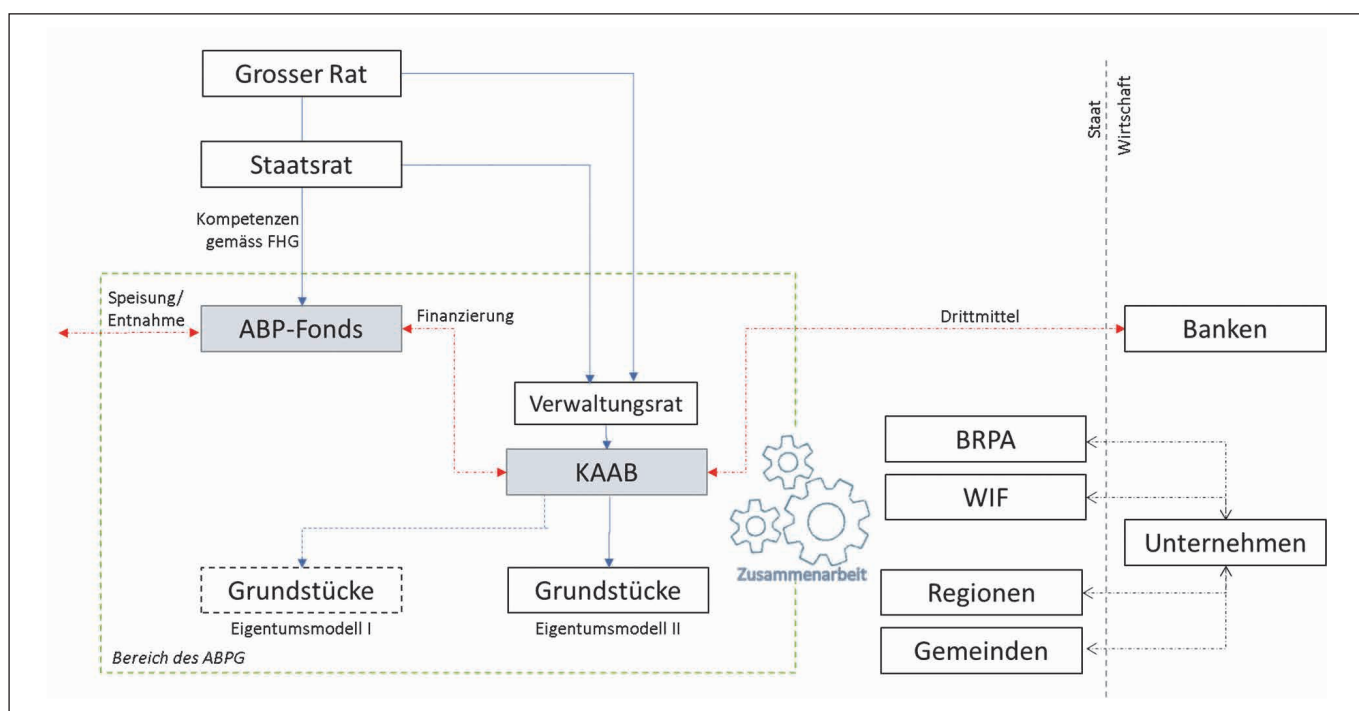 Grosser Rat
Staatsrat
Kompetenzen
gemäss FHG
Staat
Wirtschaft
Speisung/
Entnahme
ABP-Fonds
Finanzierung
Drittmittel
Banken
Verwaltungsrat
KAAB
BRPA
WIF
Unternehmen
Zusammenarbeit
Grundstücke
Eigentumsmodell I
Grundstücke
Eigentumsmodell II
Regionen
Gemeinden
Bereich des ABPG